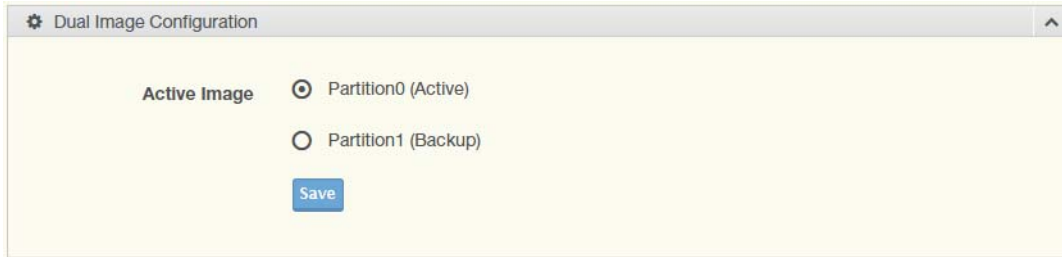 Dual Image Configuration
Active Image
Partition0 (Active)
Partition1 (Backup)
Save